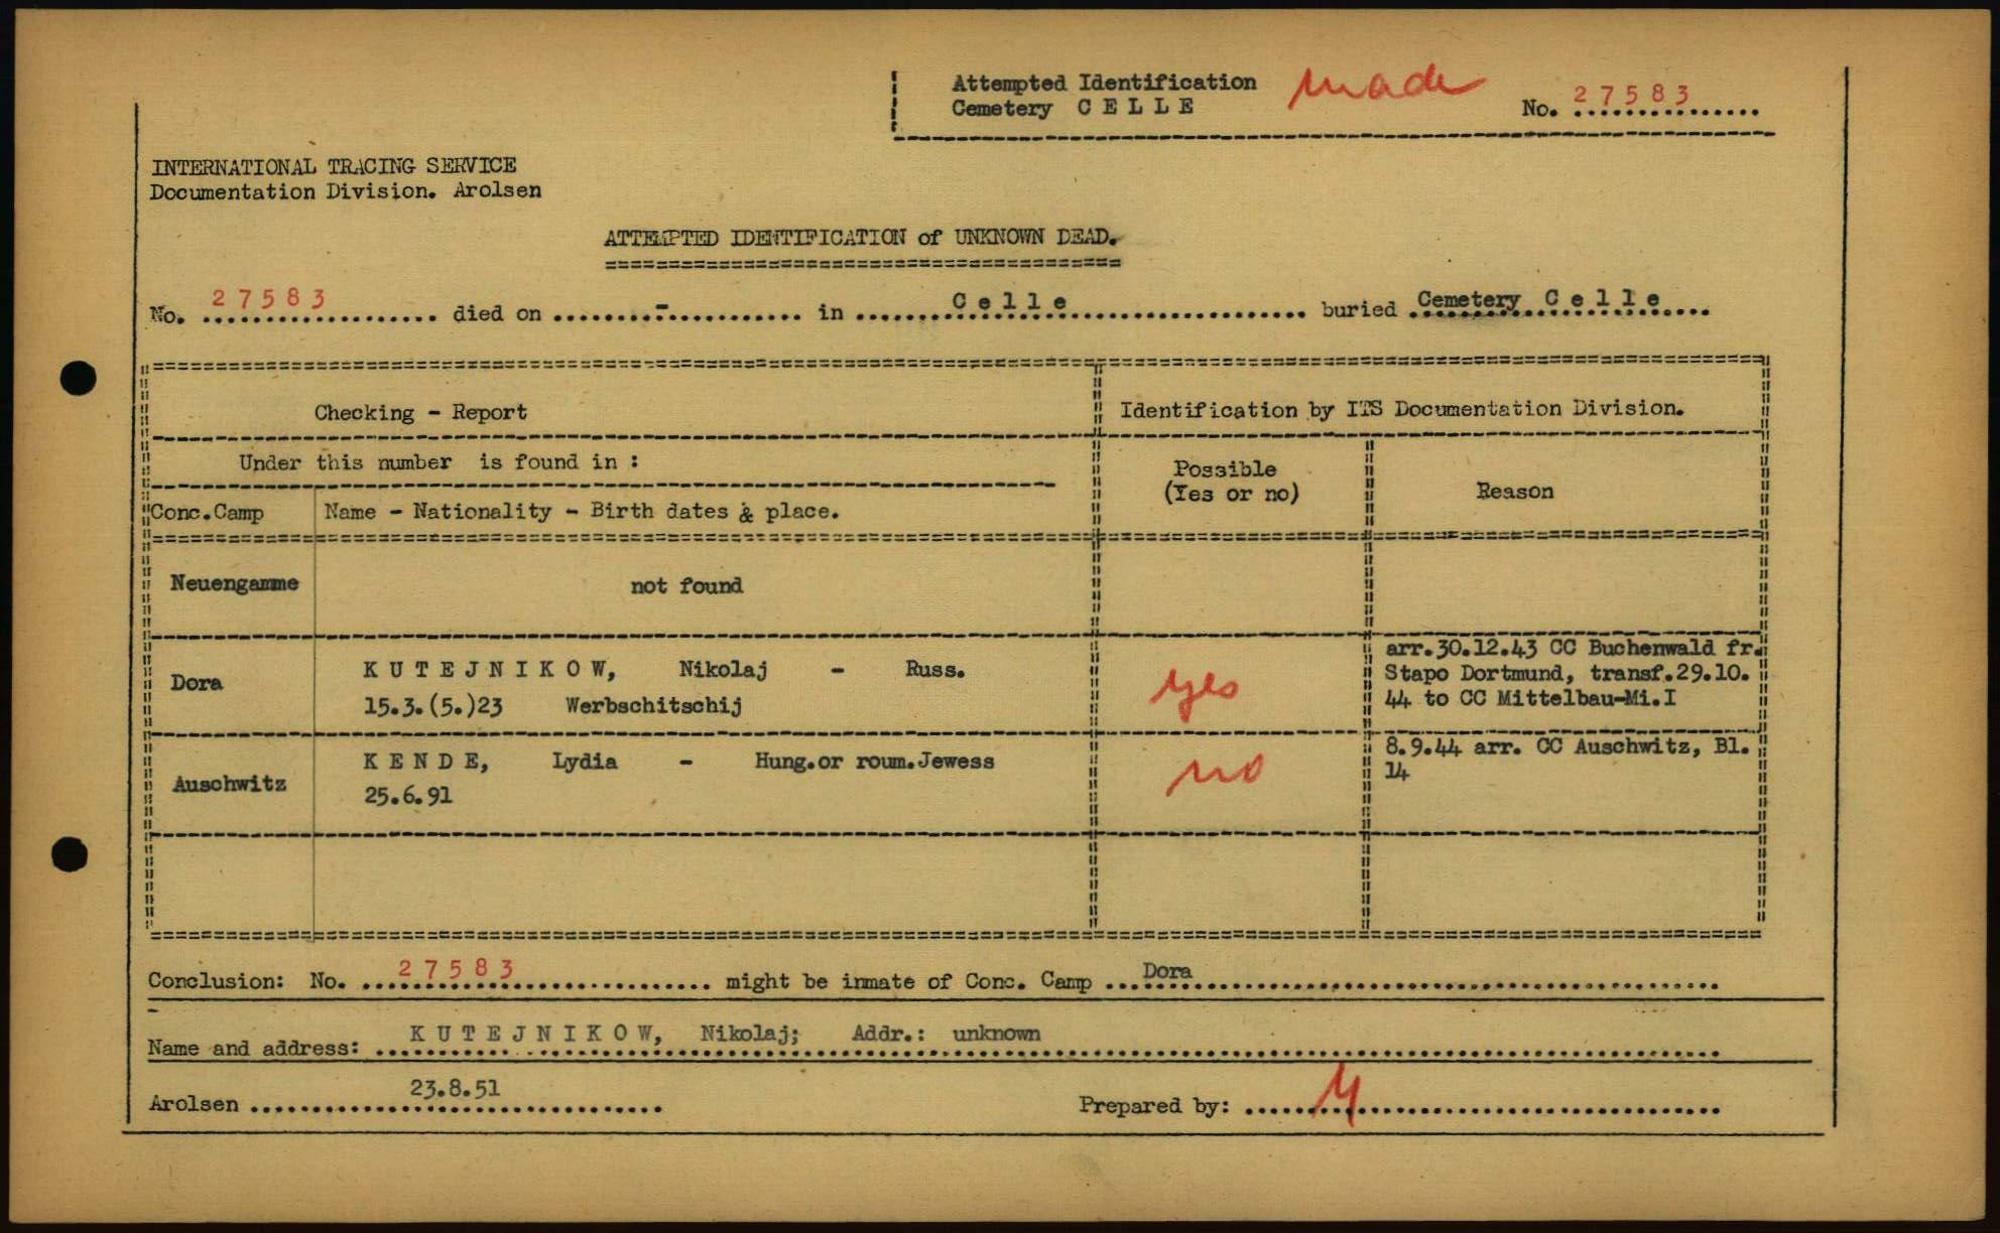 Attempted Identification made
Cemetery C E L L E No. 27583
INTERNATIONAL TRACING SERVICE
Documentation Division. Arolsen
ATTEMPTED IDENTIFICATION of UNKNOWN DEAD.
No. 27583 died on - in C e l l e buried Cemetery C e l l e
Checking - Report Identification by ITS Documentation Division.
Under this number is found in :
Possible
(Yes or no) Reason
Conc.Camp Name - Nationality - Birth dates & place.
Neuengamme not found
arr.30.12.43 CC Buchenwald fr.
Dora K U T E J N I K O W, Nikolaj - Russ. yes Stapo Dortmund, transf.29.10.
15.3.(5.)23 Werbschitschij 44 to CC Mittelbau-Mi.I
Auschwitz K E N D E, Lydia - Hung.or roum.Jewess no 8.9.44 arr. CC Auschwitz, Bl.
25.6.91 14
Conclusion: No. 27583 might be inmate of Conc. Camp Dora
Name and address: K U T E J N I K O W, Nikolaj; Addr.: unknown
Arolsen 23.8.51 Prepared by: